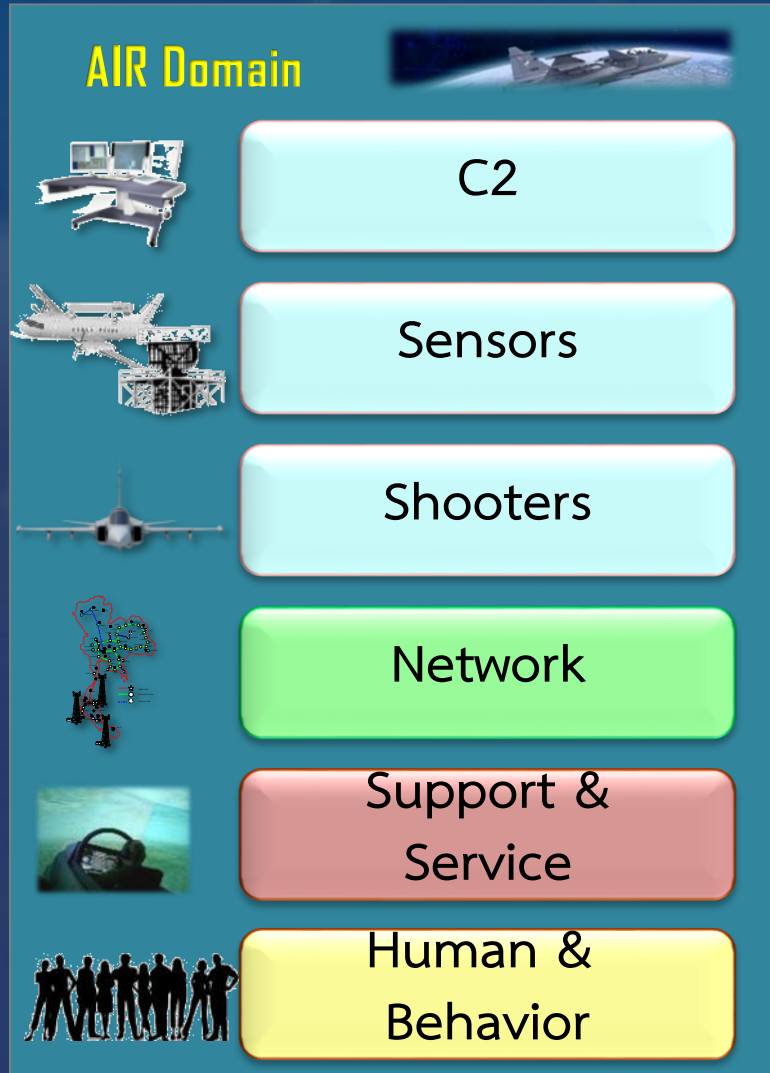 AIR Domain
C2
Sensors
Shooters
Network
Support &
Service
Human &
Behavior